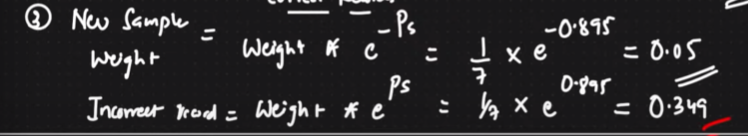 ③ New Sample Weight = Weight * e^-Ps = 1/7 × e^-0.895 = 0.05
Incorrect = Weight * e^Ps = 1/7 × e^0.895 = 0.349